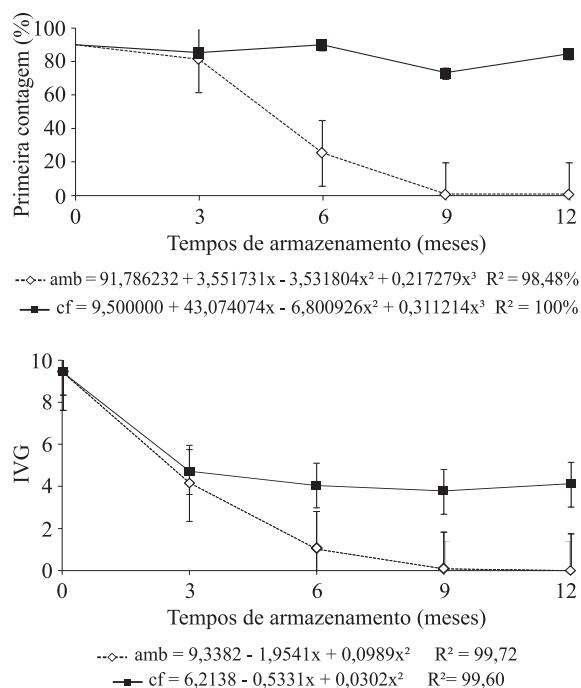 Primeira contagem (%)
100
80
60
40
20
0
0 3 6 9 12
Tempos de armazenamento (meses)
amb = 91,786232 + 3,551731x - 3,531804x² + 0,217279x³ R² = 98,48%
cf = 9,500000 + 43,074074x - 6,800926x² + 0,311214x³ R² = 100%
IVG
10
8
6
4
2
0
0 3 6 9 12
Tempos de armazenamento (meses)
amb = 9,3382 - 1,9541x + 0,0989x² R² = 99,72
cf = 6,2138 - 0,5331x + 0,0302x² R²= 99,60